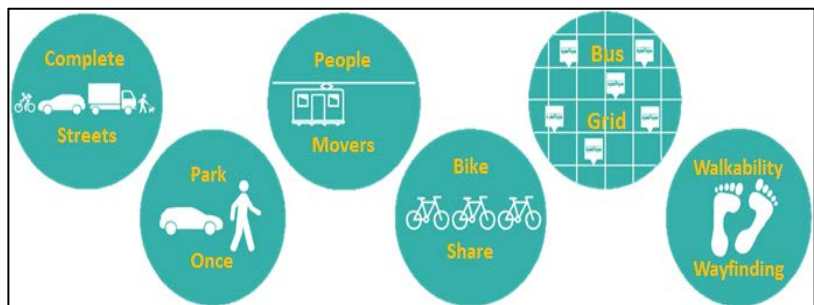 Complete
Streets
Park
Once
People
Movers
Bike
Share
Bus
Grid
Walkability
Wayfinding